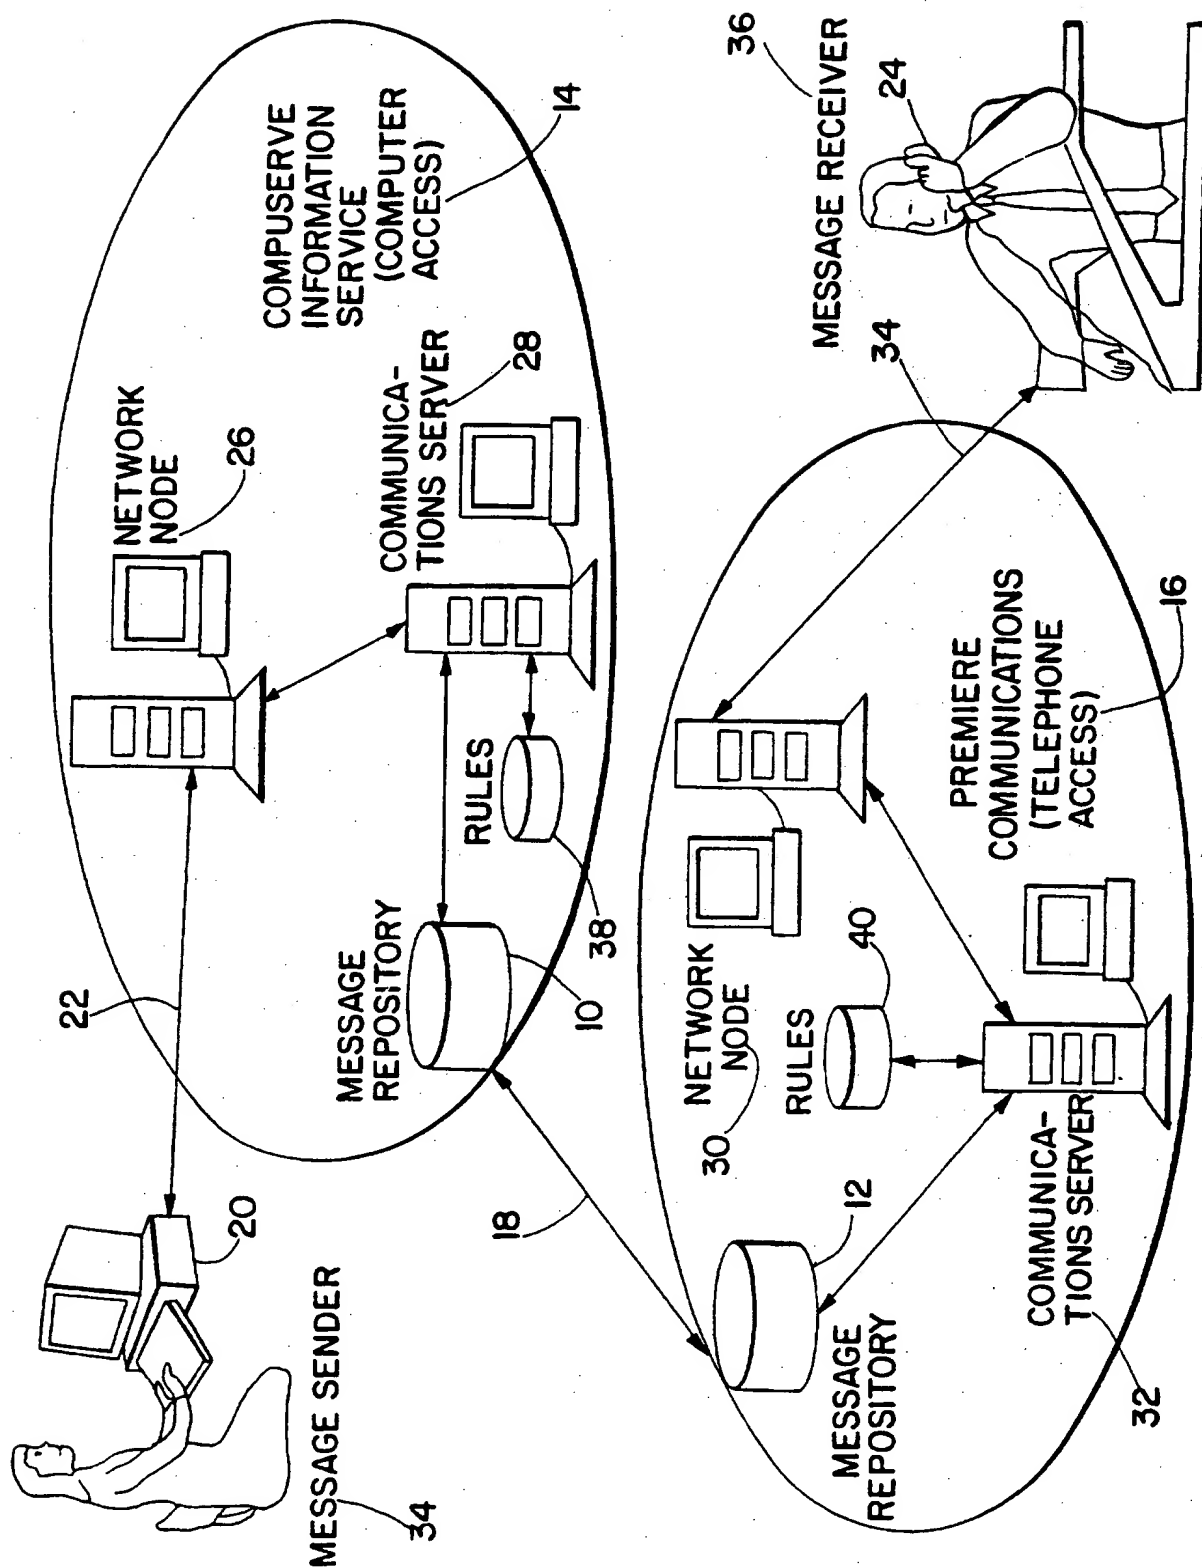 MESSAGE SENDER
34
20
22
NETWORK
NODE
26
COMPUSERVE
INFORMATION
SERVICE
(COMPUTER
ACCESS)
14
COMMUNICA-
TIONS SERVER
28
RULES
38
MESSAGE
REPOSITORY
10
18
MESSAGE
REPOSITORY
12
NETWORK
NODE
30
RULES
40
COMMUNICA-
TIONS SERVER
32
PREMIERE
COMMUNICATIONS
(TELEPHONE
ACCESS)
16
34
MESSAGE RECEIVER
36
24